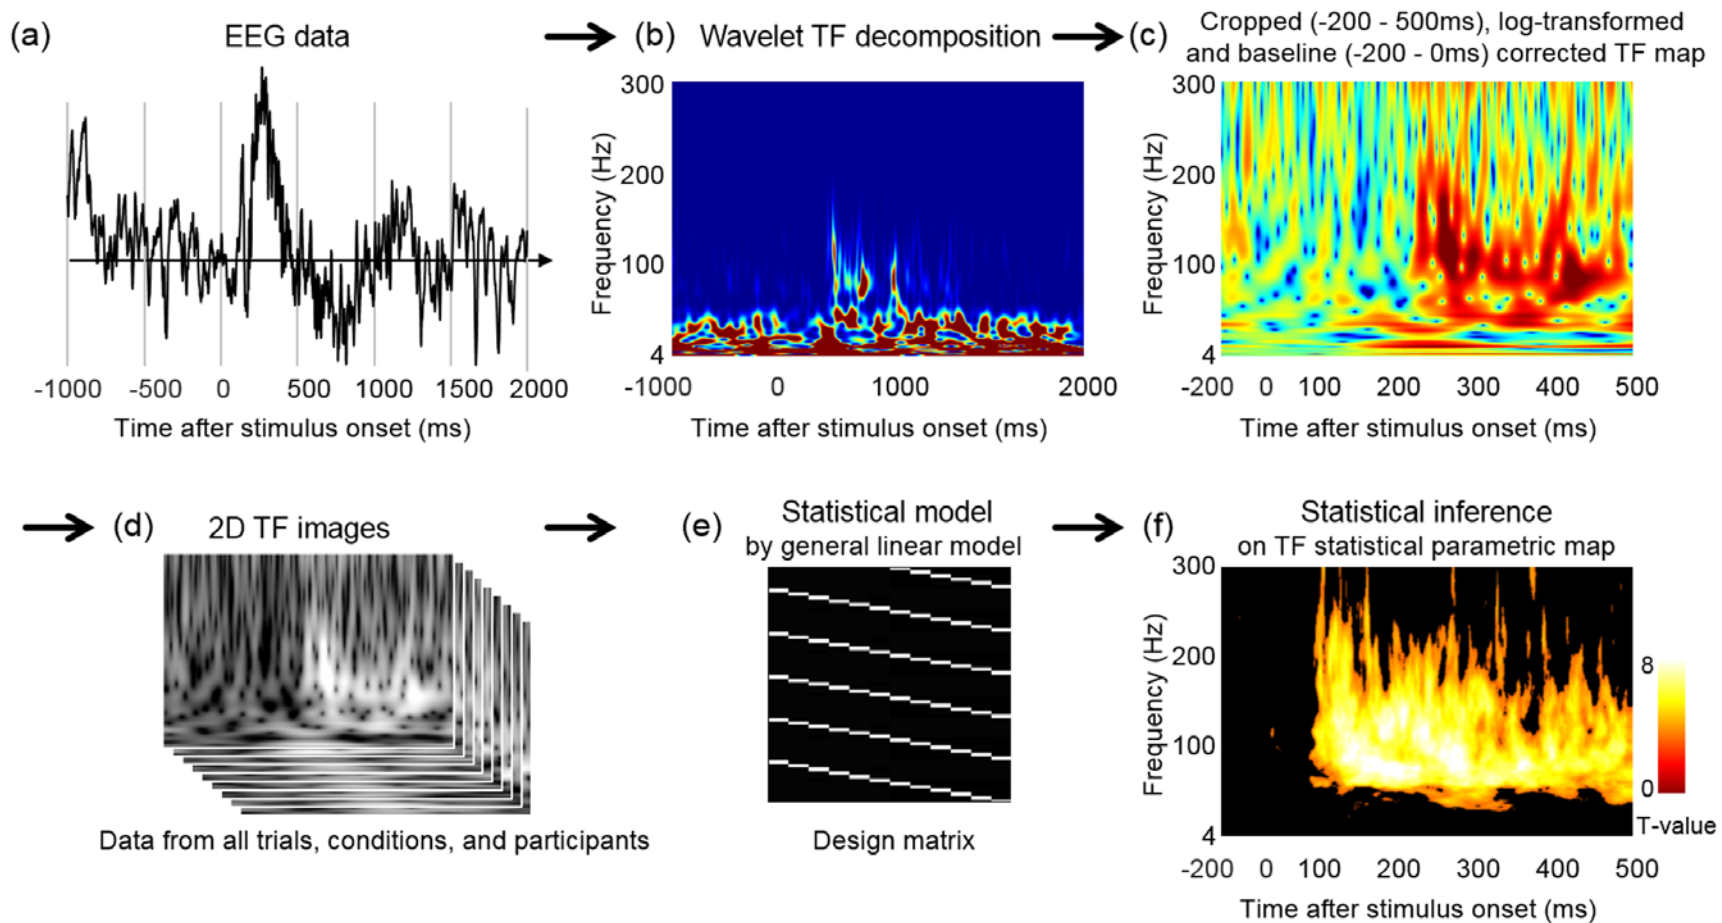 (a)
EEG data
-1000 -500 0 500 1000 1500 2000
Time after stimulus onset (ms)
(b) Wavelet TF decomposition
300
200
100
4
Frequency (Hz)
-1000 0 1000 2000
Time after stimulus onset (ms)
(c)
Cropped (-200 - 500ms), log-transformed
and baseline (-200 - 0ms) corrected TF map
300
200
100
4
Frequency (Hz)
-200 0 100 200 300 400 500
Time after stimulus onset (ms)
(d) 2D TF images
Data from all trials, conditions, and participants
(e) Statistical model
by general linear model
Design matrix
(f) Statistical inference
on TF statistical parametric map
300
200
100
4
Frequency (Hz)
-200 0 100 200 300 400 500
Time after stimulus onset (ms)
8
0
T-value